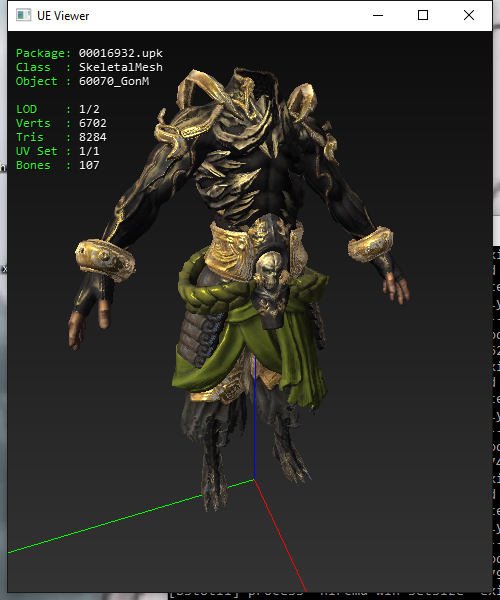 UE Viewer
Package: 00016932.upk
Class : SkeletalMesh
Object : 60070_GonM
LOD : 1/2
Verts : 6702
Tris : 8284
UV Set : 1/1
Bones : 107